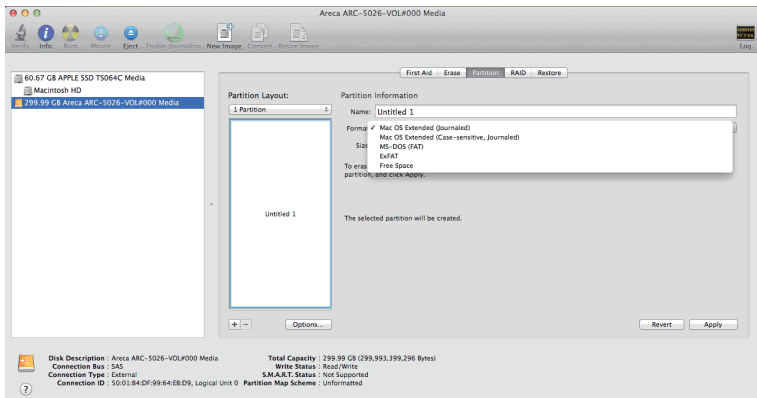 Areca ARC-5026-VOL#000 Media
Verify Info Burn Mount Eject Enable Journaling New Image Convert Resize Image Log
60.67 GB APPLE SSD TS064C Media
Macintosh HD
299.99 GB Areca ARC-5026-VOL#000 Media
First Aid Erase Partition RAID Restore
Partition Layout:
1 Partition
Untitled 1
+ −
Options...
Partition Information
Name: Untitled 1
Forma
✓ Mac OS Extended (Journaled)
Mac OS Extended (Case-sensitive, Journaled)
MS-DOS (FAT)
ExFAT
Free Space
Size
To eras
partition, and click Apply.
The selected partition will be created.
Revert Apply
Disk Description : Areca ARC-5026-VOL#000 Media
Connection Bus : SAS
Connection Type : External
Connection ID : 50:01:B4:DF:99:64:EB:D9, Logical Unit 0
Total Capacity : 299.99 GB (299,993,399,296 Bytes)
Write Status : Read/Write
S.M.A.R.T. Status : Not Supported
Partition Map Scheme : Unformatted
?